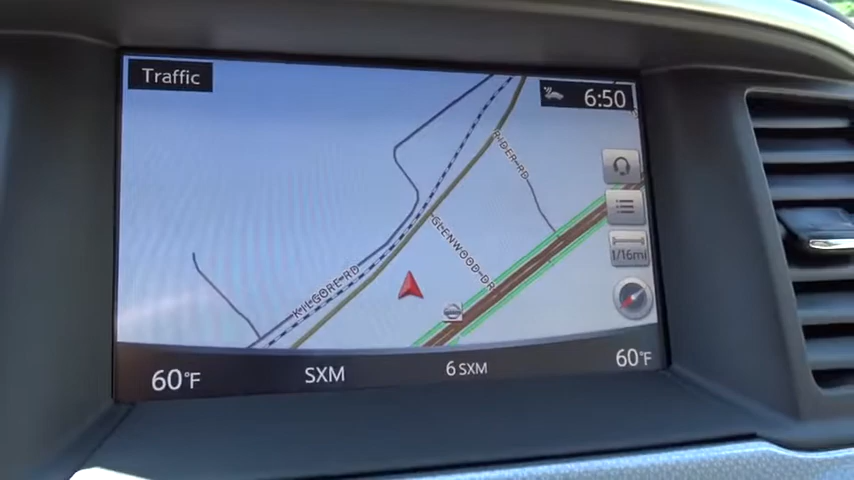 Traffic
6:50
RIDER RD
GLENWOOD DR
KILGORE RD
1/16mi
60°F
SXM
6 SXM
60°F